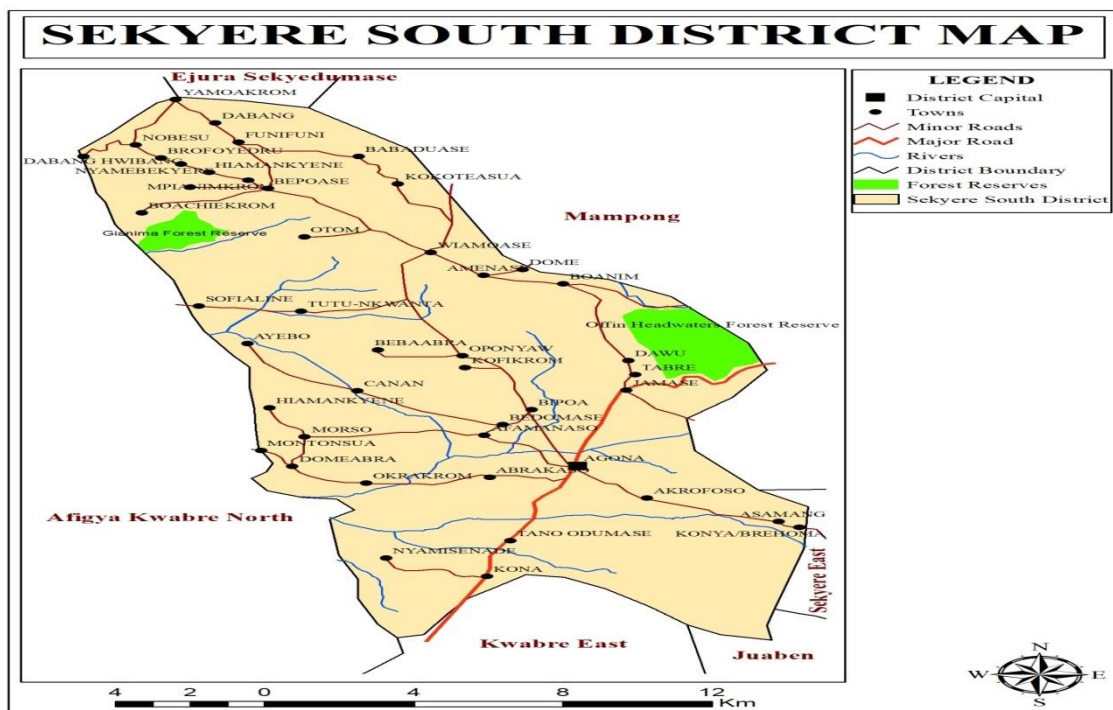 SEKYERE SOUTH DISTRICT MAP
Ejura Sekyedumase
YAMOAKROM
DABANG
NOBESU
FUNIFUNI
BROFOYEDRU
BABADUASE
DABANG HWIBANG
HIAMANKYENE
NYAMEBEKYERE
KOKOTEASUA
MPIANIMKROM
BEPOASE
BOACHIEKROM
Mampong
Gianima Forest Reserve
OTOM
WIAMOASE
DOME
AMENASE
BOANIM
SOFIALINE
TUTU-NKWANTA
Offin Headwaters Forest Reserve
AYEBO
BEBAABRA
OPONYAW
KOFIKROM
DAWU
TABRE
CANAN
JAMASE
HIAMANKYENE
BIPOA
BEDOMASE
MORSO
AFAMANASO
MONTONSUA
DOMEABRA
AGONA
OKRAKROM
ABRAKASO
AKROFOSO
Afigya Kwabre North
ASAMANG
KONYA/BREHOMA
TANO ODUMASE
NYAMISENADE
KONA
Sekyere East
Kwabre East
Juaben
LEGEND
District Capital
Towns
Minor Roads
Major Road
Rivers
District Boundary
Forest Reserves
Sekyere South District
N
W E
S
4 2 0 4 8 12
Km